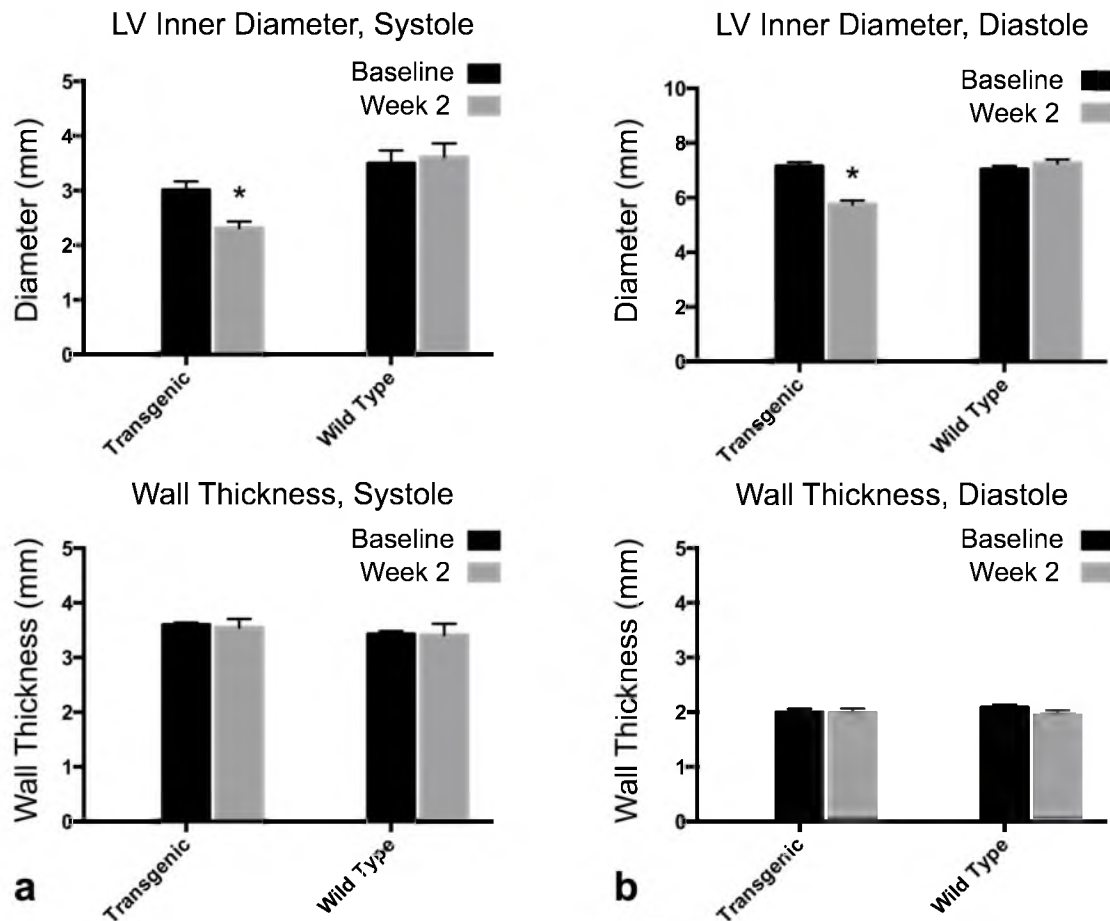 LV Inner Diameter, Systole
Baseline
Week 2
Diameter (mm)
5
4
3
2
1
0
*
Transgenic
Wild Type
LV Inner Diameter, Diastole
Baseline
Week 2
Diameter (mm)
10
8
6
4
2
0
*
Transgenic
Wild Type
Wall Thickness, Systole
Baseline
Week 2
Wall Thickness (mm)
5
4
3
2
1
0
Transgenic
Wild Type
a
Wall Thickness, Diastole
Baseline
Week 2
Wall Thickness (mm)
5
4
3
2
1
0
Transgenic
Wild Type
b